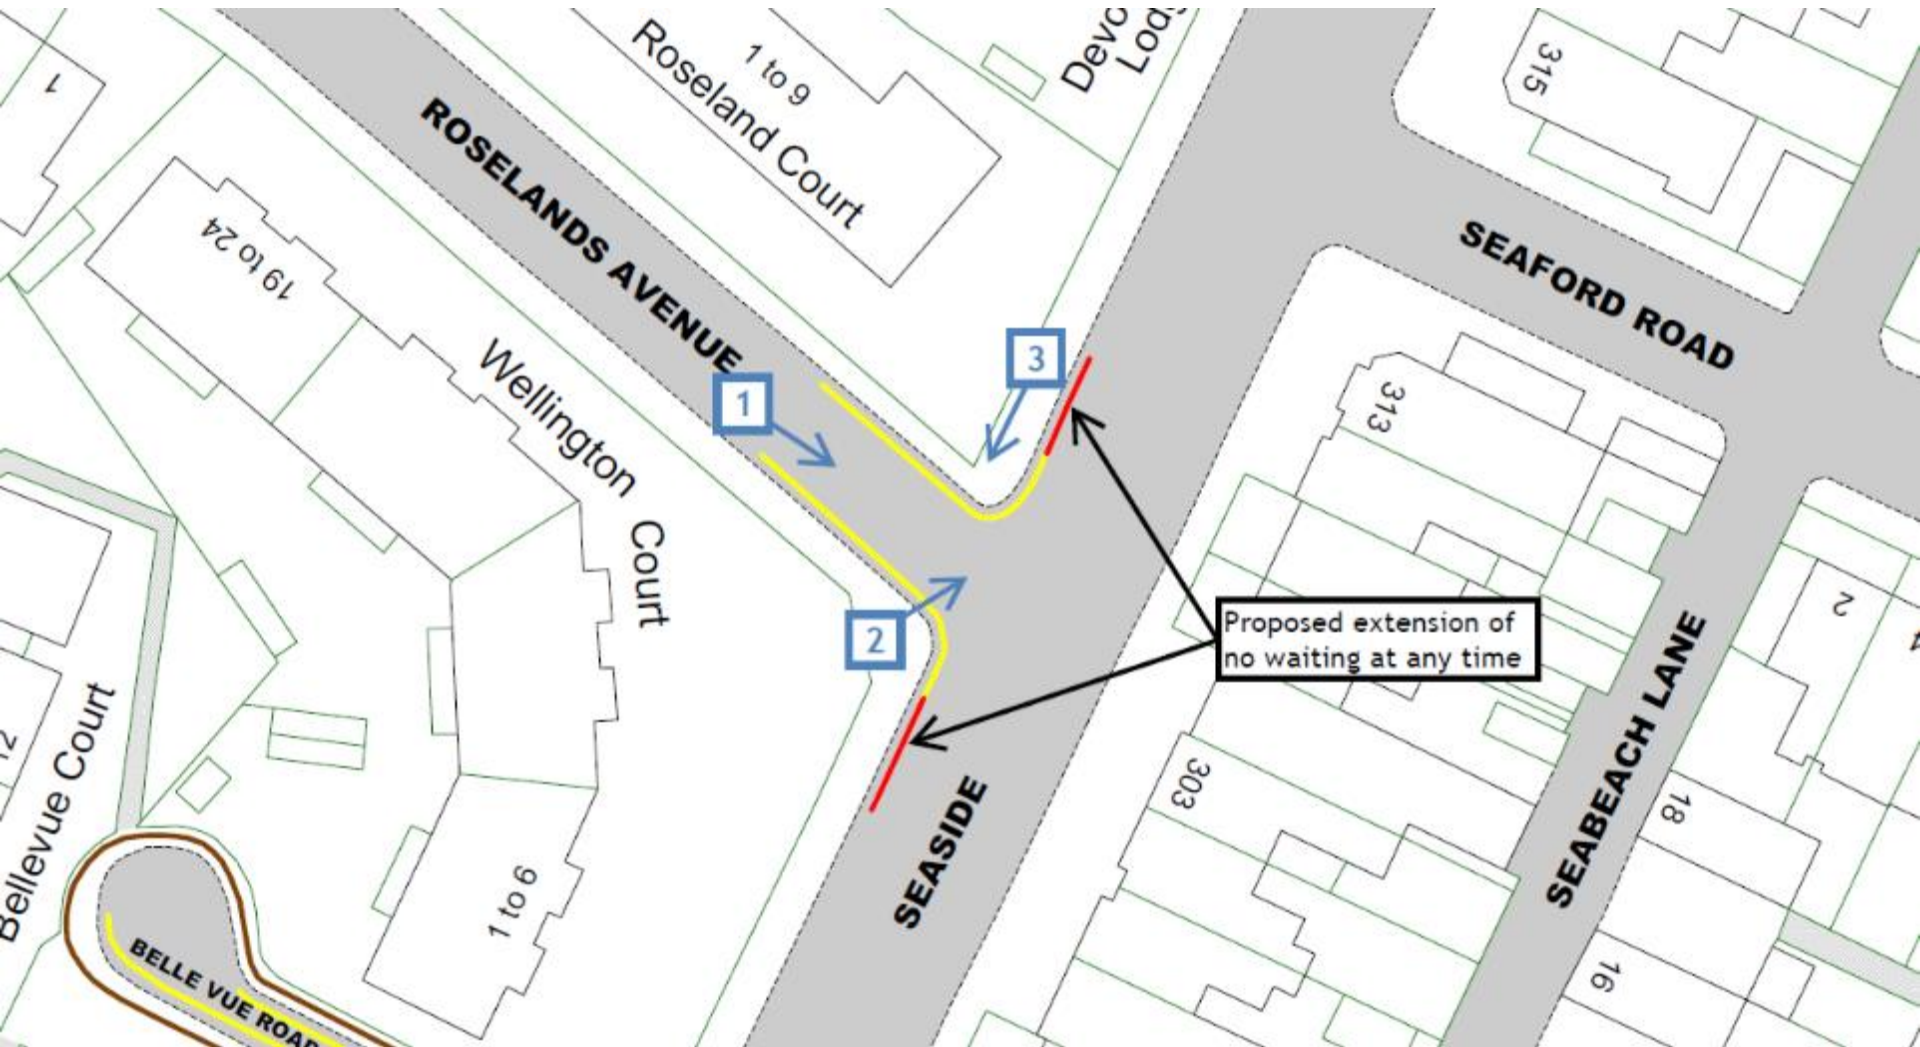 1
1 to 9
Roseland Court
315
ROSELANDS AVENUE
19 to 24
SEAFORD ROAD
Wellington
Court
3
1
313
2
Proposed extension of
no waiting at any time
2
SEABEACH LANE
Bellevue Court
303
18
SEASIDE
1 to 6
16
BELLE VUE ROAD